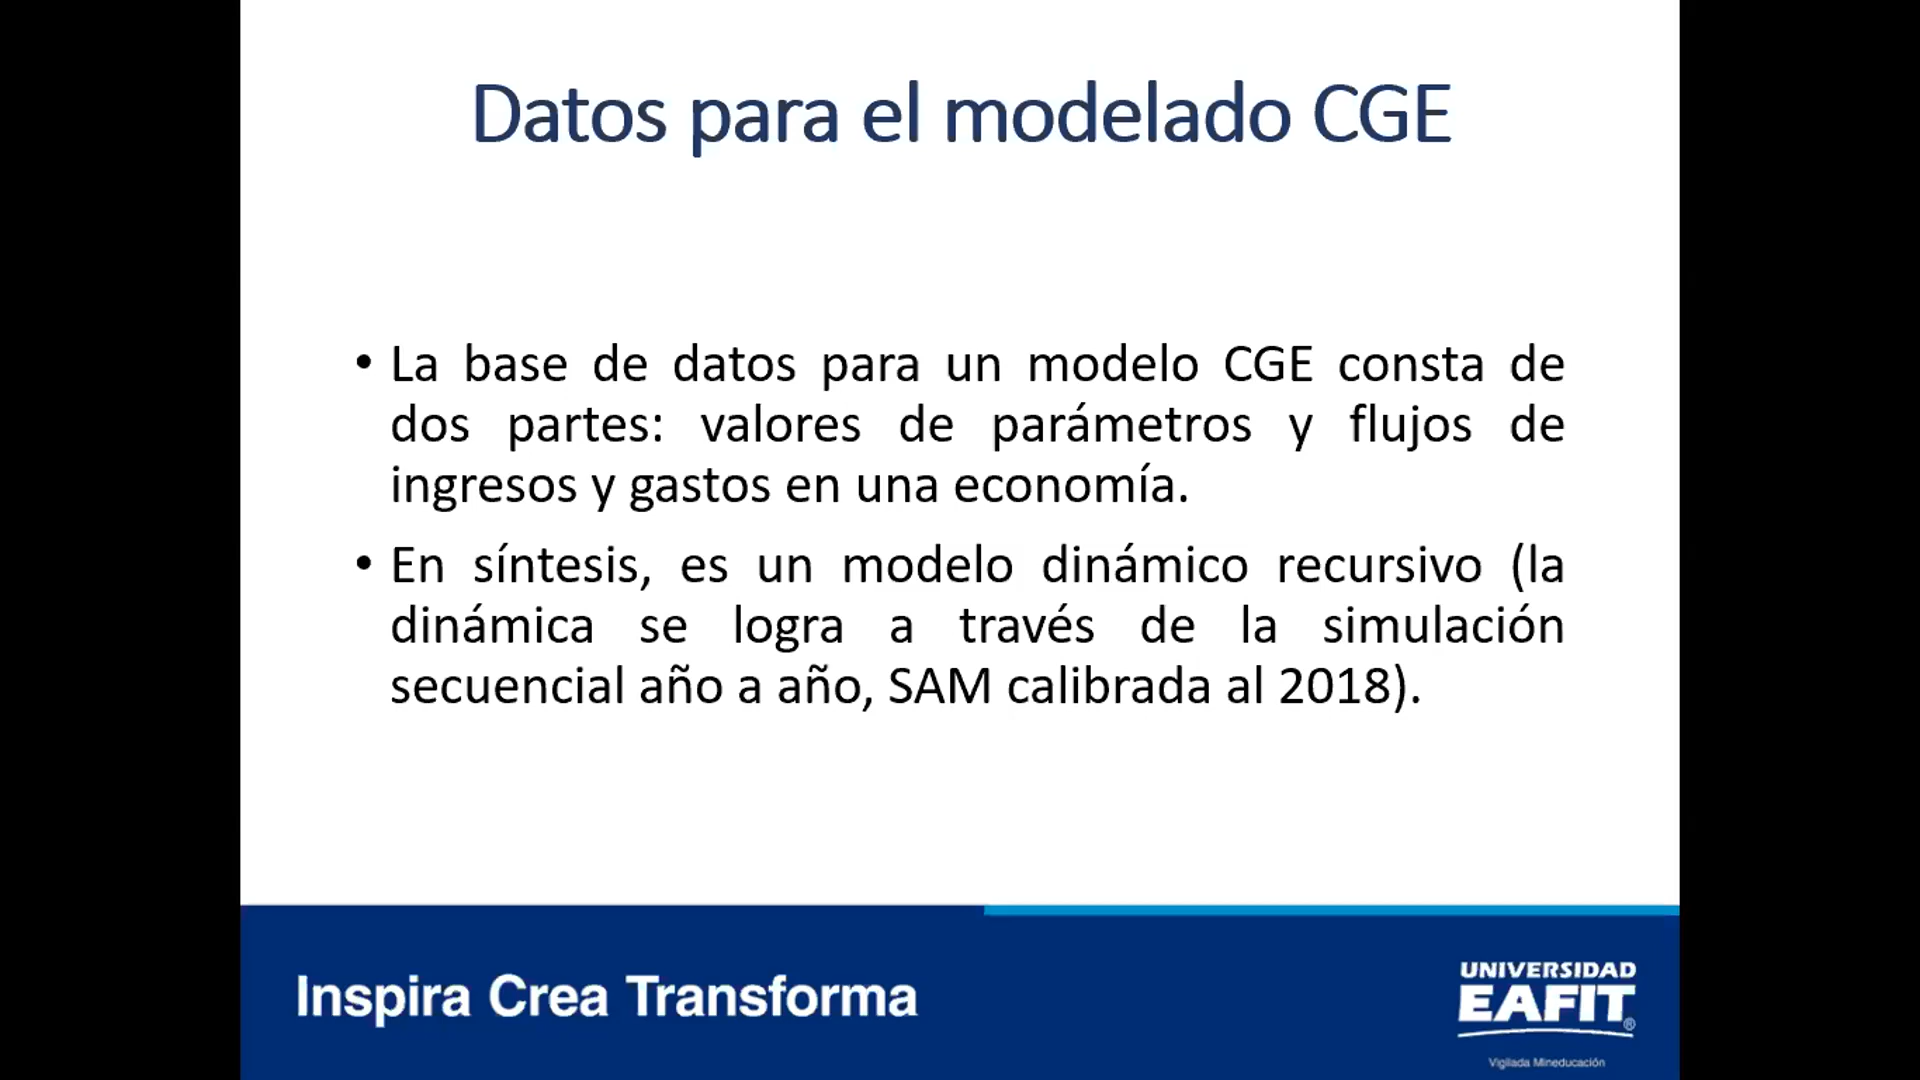 Datos para el modelado CGE
• La base de datos para un modelo CGE consta de
dos partes: valores de parámetros y flujos de
ingresos y gastos en una economía.
• En síntesis, es un modelo dinámico recursivo (la
dinámica se logra a través de la simulación
secuencial año a año, SAM calibrada al 2018).
Inspira Crea Transforma
UNIVERSIDAD
EAFIT®
Vigilada Mineducación